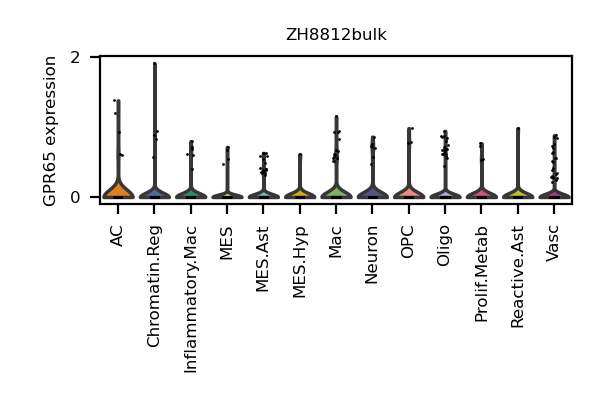 ZH8812bulk
GPR65 expression
2
0
AC
Chromatin.Reg
Inflammatory.Mac
MES
MES.Ast
MES.Hyp
Mac
Neuron
OPC
Oligo
Prolif.Metab
Reactive.Ast
Vasc